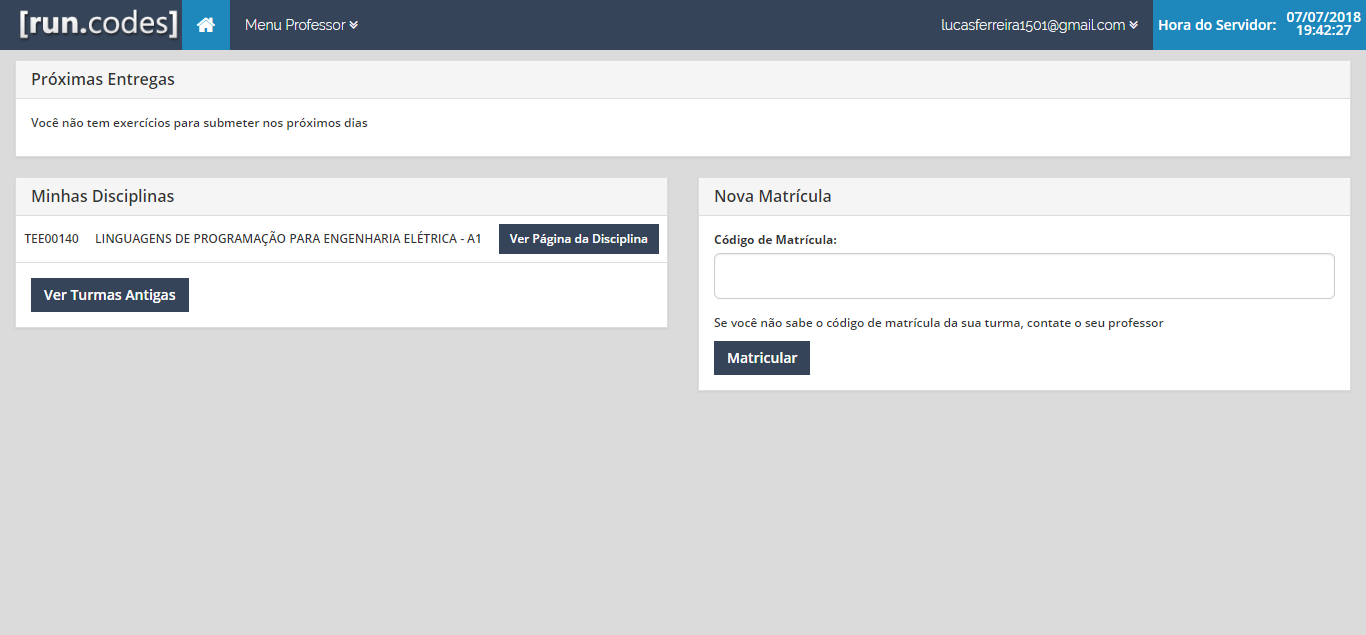 [run.codes]
Menu Professor
lucasferreira1501@gmail.com
Hora do Servidor:
07/07/2018
19:42:27
Próximas Entregas
Você não tem exercícios para submeter nos próximos dias
Minhas Disciplinas
TEE00140 LINGUAGENS DE PROGRAMAÇÃO PARA ENGENHARIA ELÉTRICA - A1 Ver Página da Disciplina
Ver Turmas Antigas
Nova Matrícula
Código de Matrícula:
Se você não sabe o código de matrícula da sua turma, contate o seu professor
Matricular